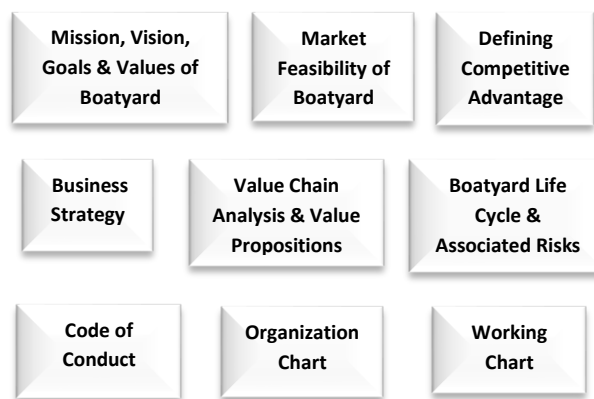 Mission, Vision,
Goals & Values of
Boatyard
Market
Feasibility of
Boatyard
Defining
Competitive
Advantage
Business
Strategy
Value Chain
Analysis & Value
Propositions
Boatyard Life
Cycle &
Associated Risks
Code of
Conduct
Organization
Chart
Working
Chart